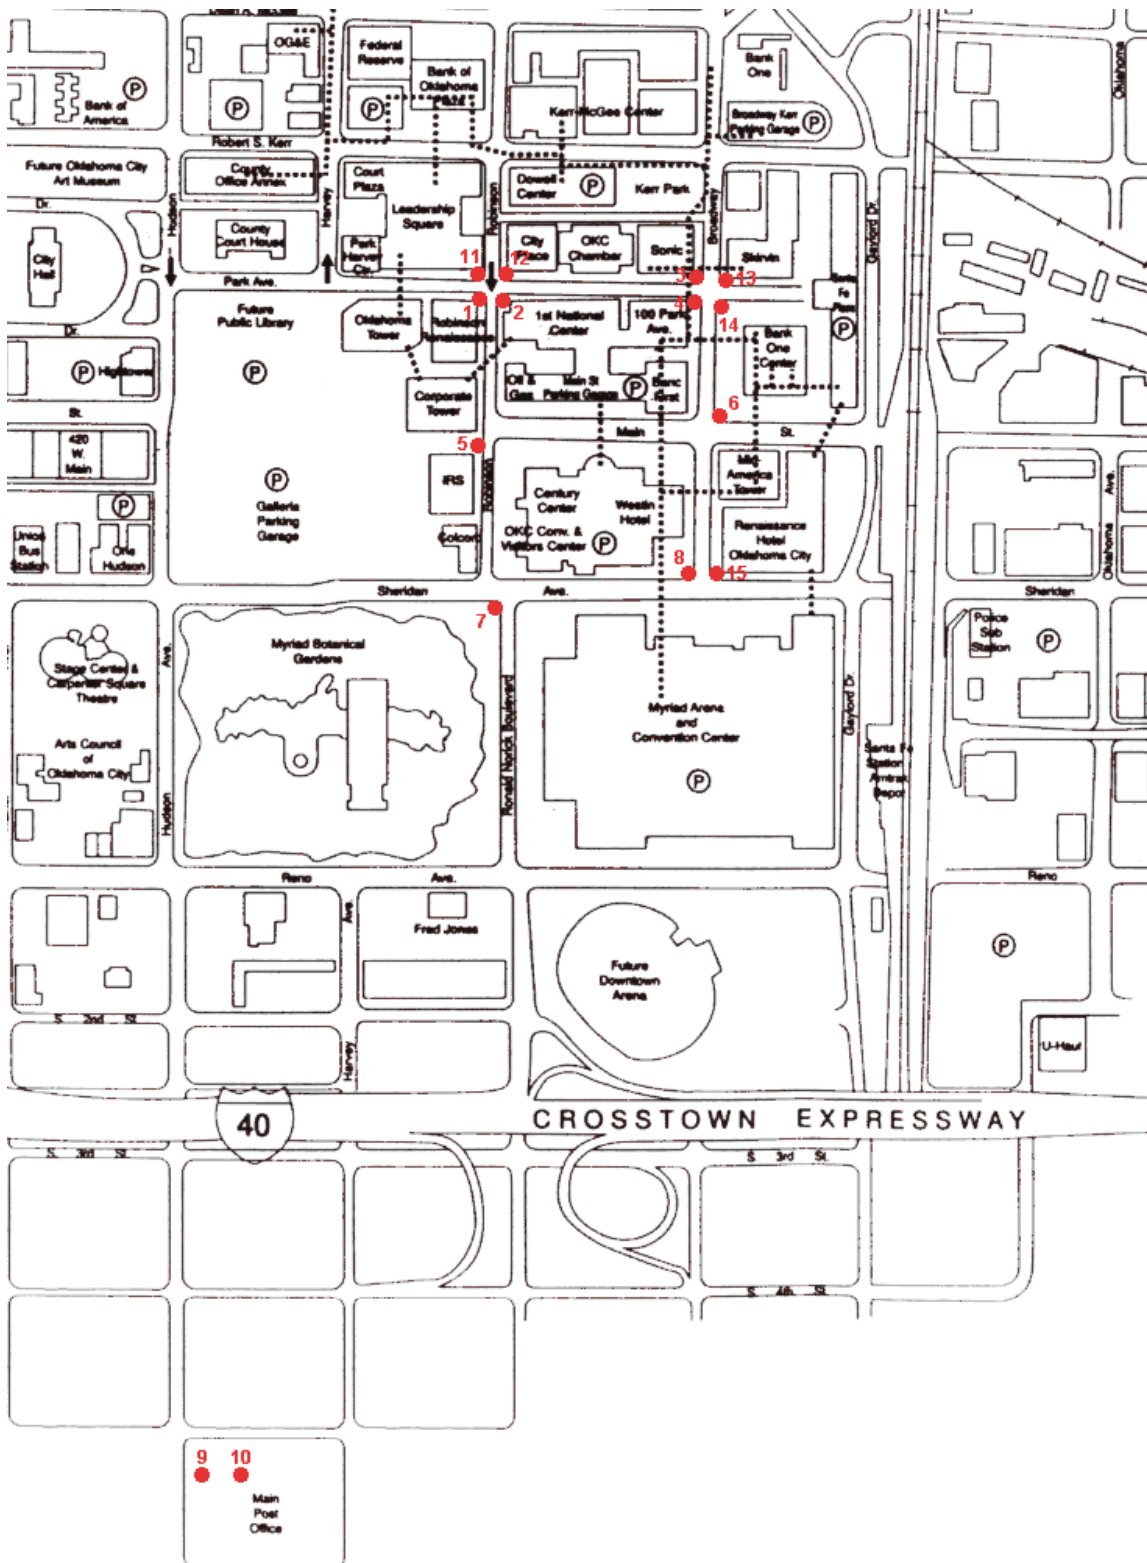 OG&E
Federal
Reserve
Bank of
Oklahoma
Plaza
P
P
Bank of
America
P
Kerr-McGee Center
Bank
One
Broadway Kerr
Parking Garage
P
Oklahoma
Robert S. Kerr
Future Oklahoma City
Art Museum
County
Office Annex
Court
Plaza
Dowell
Center
P
Kerr Park
Dr.
Hudson
Harvey
Robinson
Broadway
Gaylord Dr.
Leadership
Square
City
Hall
County
Court House
Park
Harvey
Ctr.
City
Place
OKC
Chamber
Sonic
Skirvin
11
12
3
13
Park Ave.
Santa
Fe
Plaza
P
1
2
4
14
Future
Public Library
Oklahoma
Tower
Robinson
Renaissance
1st National
Center
100 Park
Ave.
Bank
One
Center
Dr.
P
Hightower
P
Corporate
Tower
Oil &
Gas
Main St
Parking Garage
P
Banc
First
6
St.
Main
St.
420
W.
Main
5
Robinson
IRS
Mid
America
Tower
P
P
Galleria
Parking
Garage
Century
Center
Westin
Hotel
OKC Conv. &
Visitors Center
P
Colcord
Renaissance
Hotel
Oklahoma City
Oklahoma
Ave.
Union
Bus
Station
One
Hudson
8
15
Sheridan
Ave.
Sheridan
7
Stage Center &
Carpenter Square
Theatre
Ave.
Myriad Botanical
Gardens
Ronald Norick Boulevard
Myriad Arena
and
Convention Center
P
Gaylord Dr.
Police
Sub
Station
P
Arts Council
of
Oklahoma City
Hudson
Santa Fe
Station
Amtrak
Depot
Reno
Ave.
Reno
Ave.
Fred Jones
Future
Downtown
Arena
P
S. 2nd St.
Harvey
U-Haul
40
CROSSTOWN EXPRESSWAY
S. 3rd St.
S. 3rd St.
S. 4th St.
9
10
Main
Post
Office